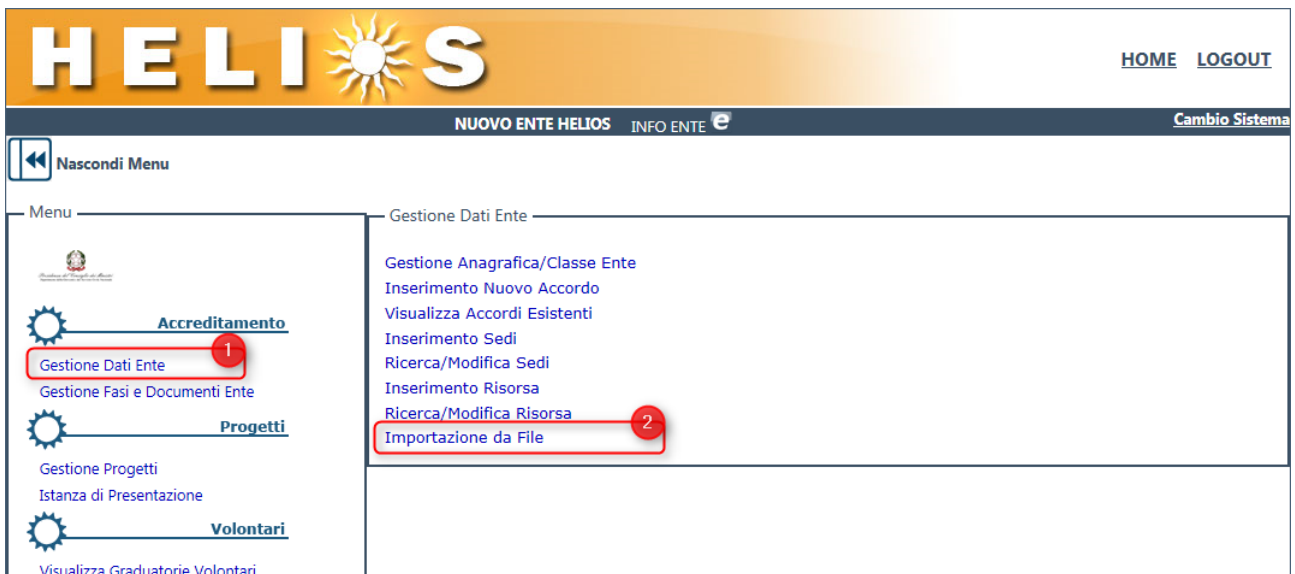 HELIOS
HOME LOGOUT
NUOVO ENTE HELIOS INFO ENTE e
Cambio Sistema
Nascondi Menu
Menu
Accreditamento
1
Gestione Dati Ente
Gestione Fasi e Documenti Ente
Progetti
Gestione Progetti
Istanza di Presentazione
Volontari
Visualizza Graduatorie Volontari
Gestione Dati Ente
Gestione Anagrafica/Classe Ente
Inserimento Nuovo Accordo
Visualizza Accordi Esistenti
Inserimento Sedi
Ricerca/Modifica Sedi
Inserimento Risorsa
Ricerca/Modifica Risorsa
2
Importazione da File